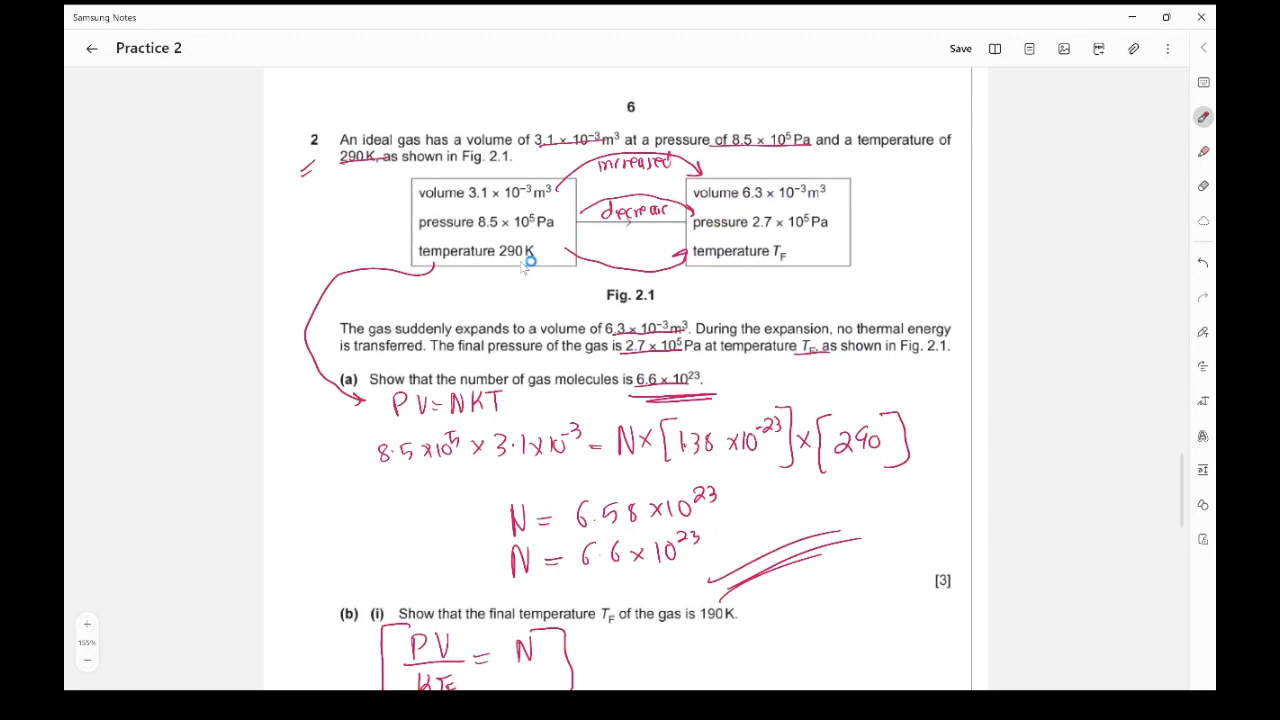 Samsung Notes
Practice 2
Save
6
2 An ideal gas has a volume of 3.1 × 10⁻³ m³ at a pressure of 8.5 × 10⁵ Pa and a temperature of
290 K, as shown in Fig. 2.1.
increased
volume 3.1 × 10⁻³ m³
pressure 8.5 × 10⁵ Pa
temperature 290 K
decrease
volume 6.3 × 10⁻³ m³
pressure 2.7 × 10⁵ Pa
temperature T_F
Fig. 2.1
The gas suddenly expands to a volume of 6.3 × 10⁻³ m³. During the expansion, no thermal energy
is transferred. The final pressure of the gas is 2.7 × 10⁵ Pa at temperature T_F, as shown in Fig. 2.1.
(a) Show that the number of gas molecules is 6.6 × 10²³.
PV = NKT
8.5 × 10⁵ × 3.1 × 10⁻³ = N × [1.38 × 10⁻²³] × [290]
N = 6.58 × 10²³
N = 6.6 × 10²³
[3]
(b) (i) Show that the final temperature T_F of the gas is 190 K.
PV = N
KT_F
155%